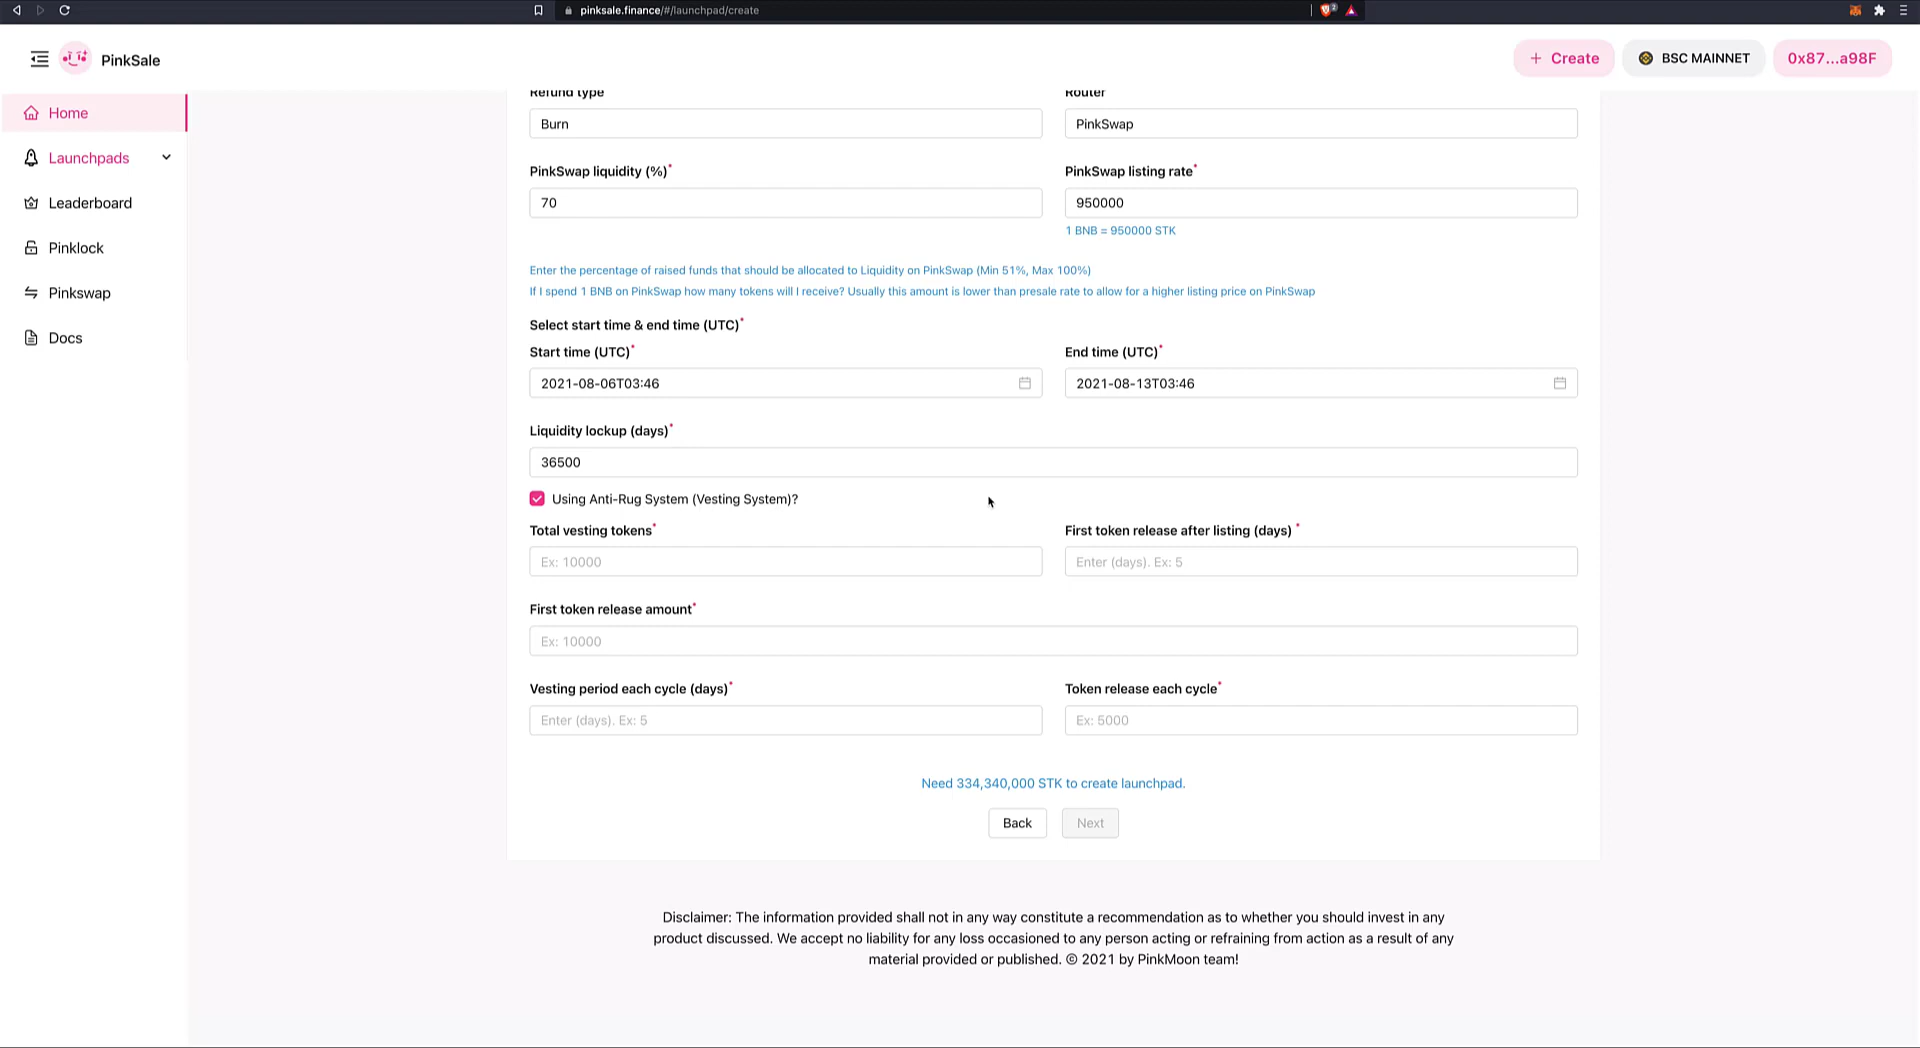 pinksale.finance/#/launchpad/create
2
PinkSale
+ Create
BSC MAINNET
0x87...a98F
Home
Launchpads
Leaderboard
Pinklock
Pinkswap
Docs
Refund type
Router
Burn
PinkSwap
PinkSwap liquidity (%)*
PinkSwap listing rate*
70
950000
1 BNB = 950000 STK
Enter the percentage of raised funds that should be allocated to Liquidity on PinkSwap (Min 51%, Max 100%)
If I spend 1 BNB on PinkSwap how many tokens will I receive? Usually this amount is lower than presale rate to allow for a higher listing price on PinkSwap
Select start time & end time (UTC)*
Start time (UTC)*
End time (UTC)*
2021-08-06T03:46
2021-08-13T03:46
Liquidity lockup (days)*
36500
Using Anti-Rug System (Vesting System)?
Total vesting tokens*
First token release after listing (days) *
Ex: 10000
Enter (days). Ex: 5
First token release amount*
Ex: 10000
Vesting period each cycle (days)*
Token release each cycle*
Enter (days). Ex: 5
Ex: 5000
Need 334,340,000 STK to create launchpad.
Back
Next
Disclaimer: The information provided shall not in any way constitute a recommendation as to whether you should invest in any
product discussed. We accept no liability for any loss occasioned to any person acting or refraining from action as a result of any
material provided or published. © 2021 by PinkMoon team!